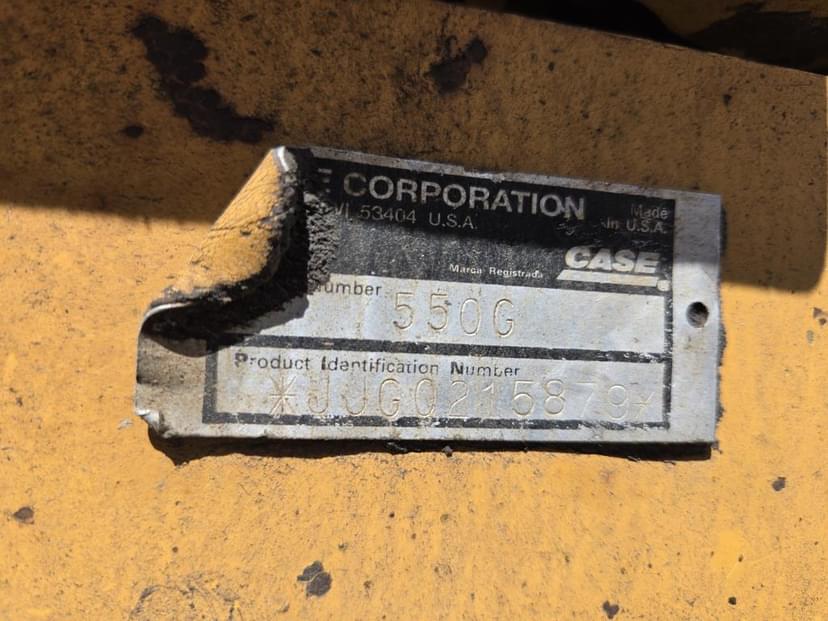 E CORPORATION
WI 53404 U.S.A.
Made
in U.S.A.
Marca Registrada
CASE
Number
550G
Product Identification Number
*JJG0215879*